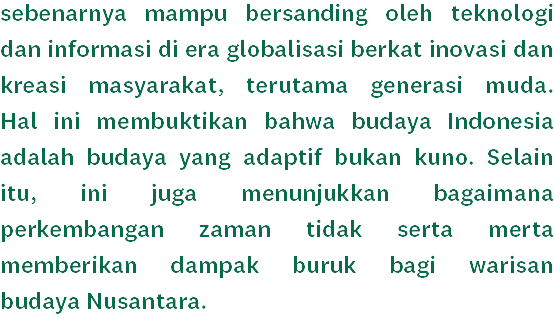 sebenarnya mampu bersanding oleh teknologi
dan informasi di era globalisasi berkat inovasi dan
kreasi masyarakat, terutama generasi muda.
Hal ini membuktikan bahwa budaya Indonesia
adalah budaya yang adaptif bukan kuno. Selain
itu, ini juga menunjukkan bagaimana
perkembangan zaman tidak serta merta
memberikan dampak buruk bagi warisan
budaya Nusantara.